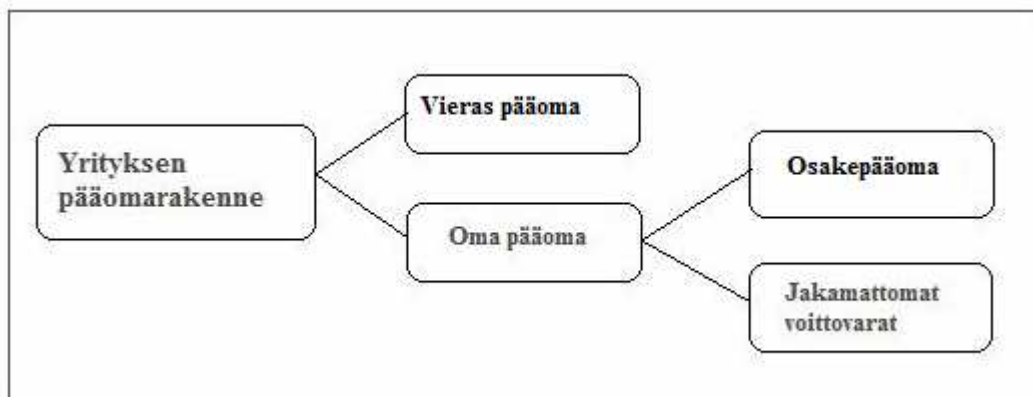 Yrityksen
pääomarakenne
Vieras pääoma
Oma pääoma
Osakepääoma
Jakamattomat
voittovarat